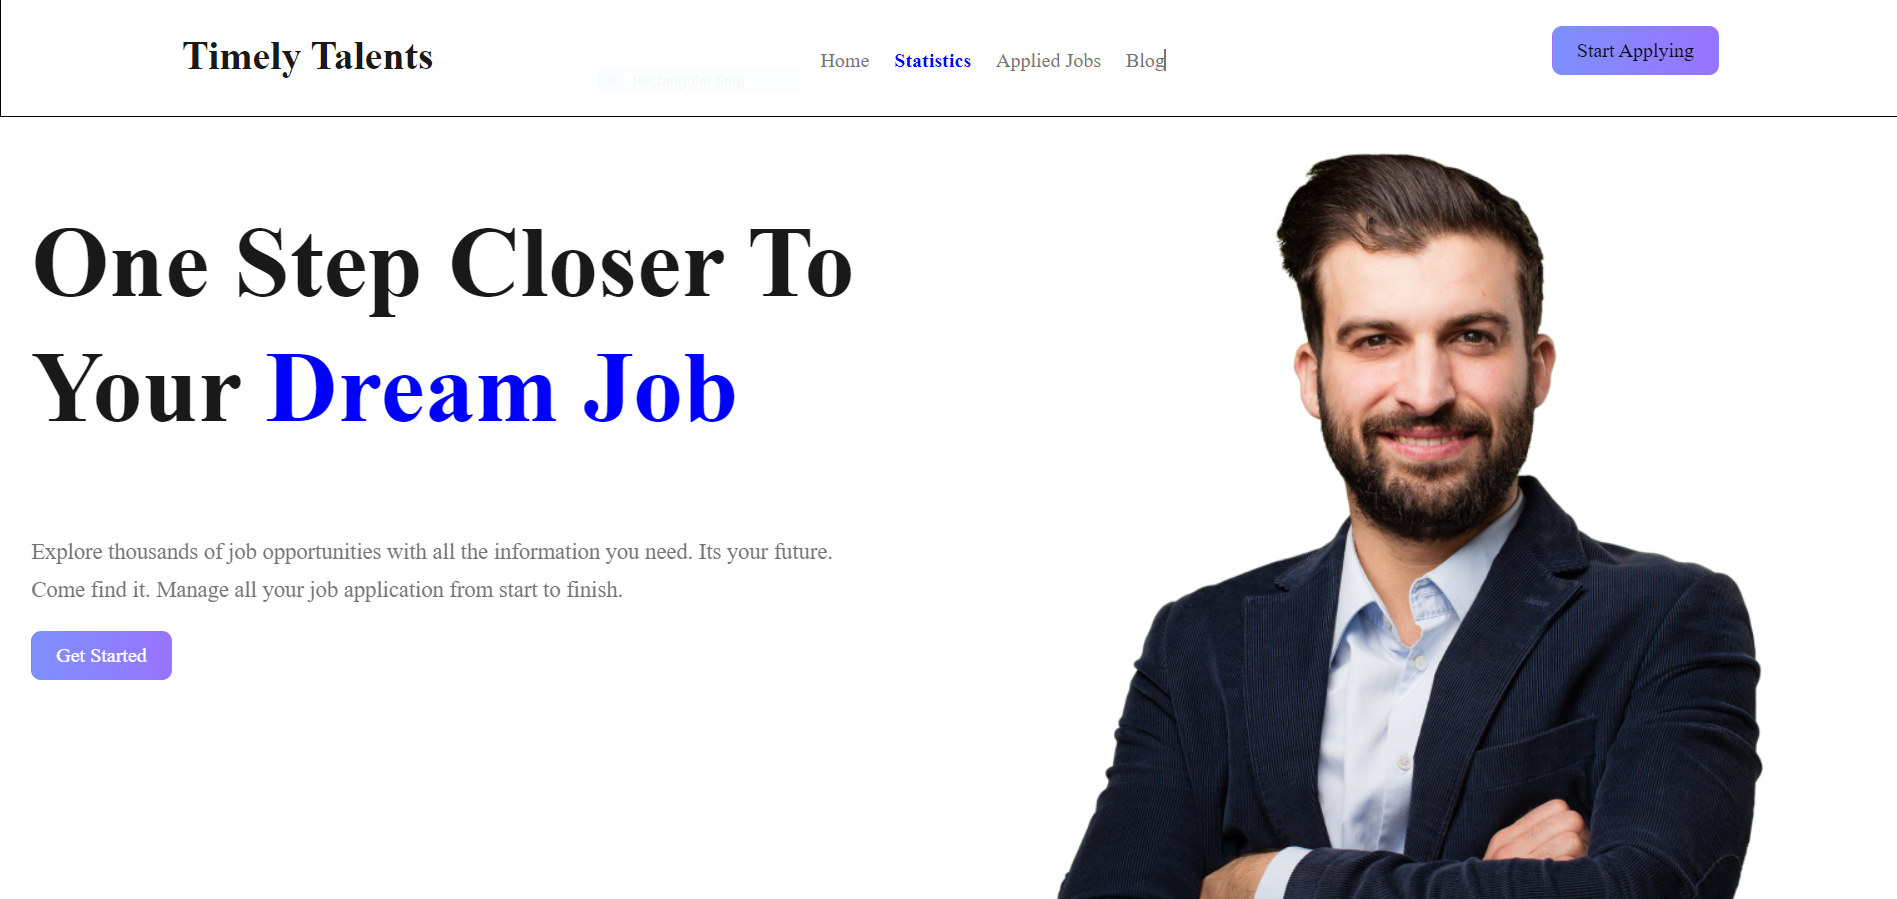 Timely Talents
Home Statistics Applied Jobs Blog
Start Applying
Rectangular Snip
One Step Closer To
Your Dream Job
Explore thousands of job opportunities with all the information you need. Its your future.
Come find it. Manage all your job application from start to finish.
Get Started